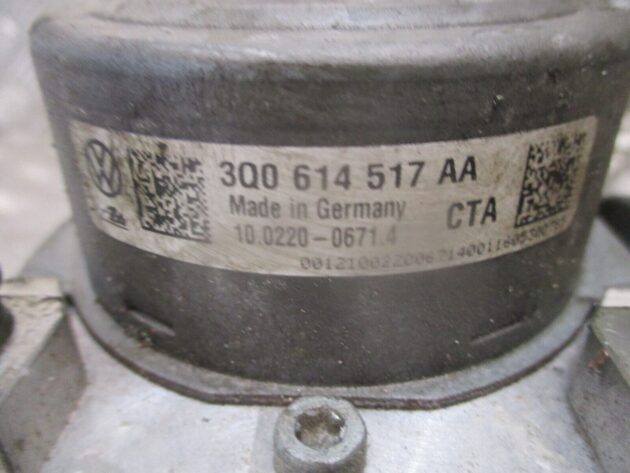 3Q0 614 517 AA
Made in Germany
CTA
10.0220-0671.4